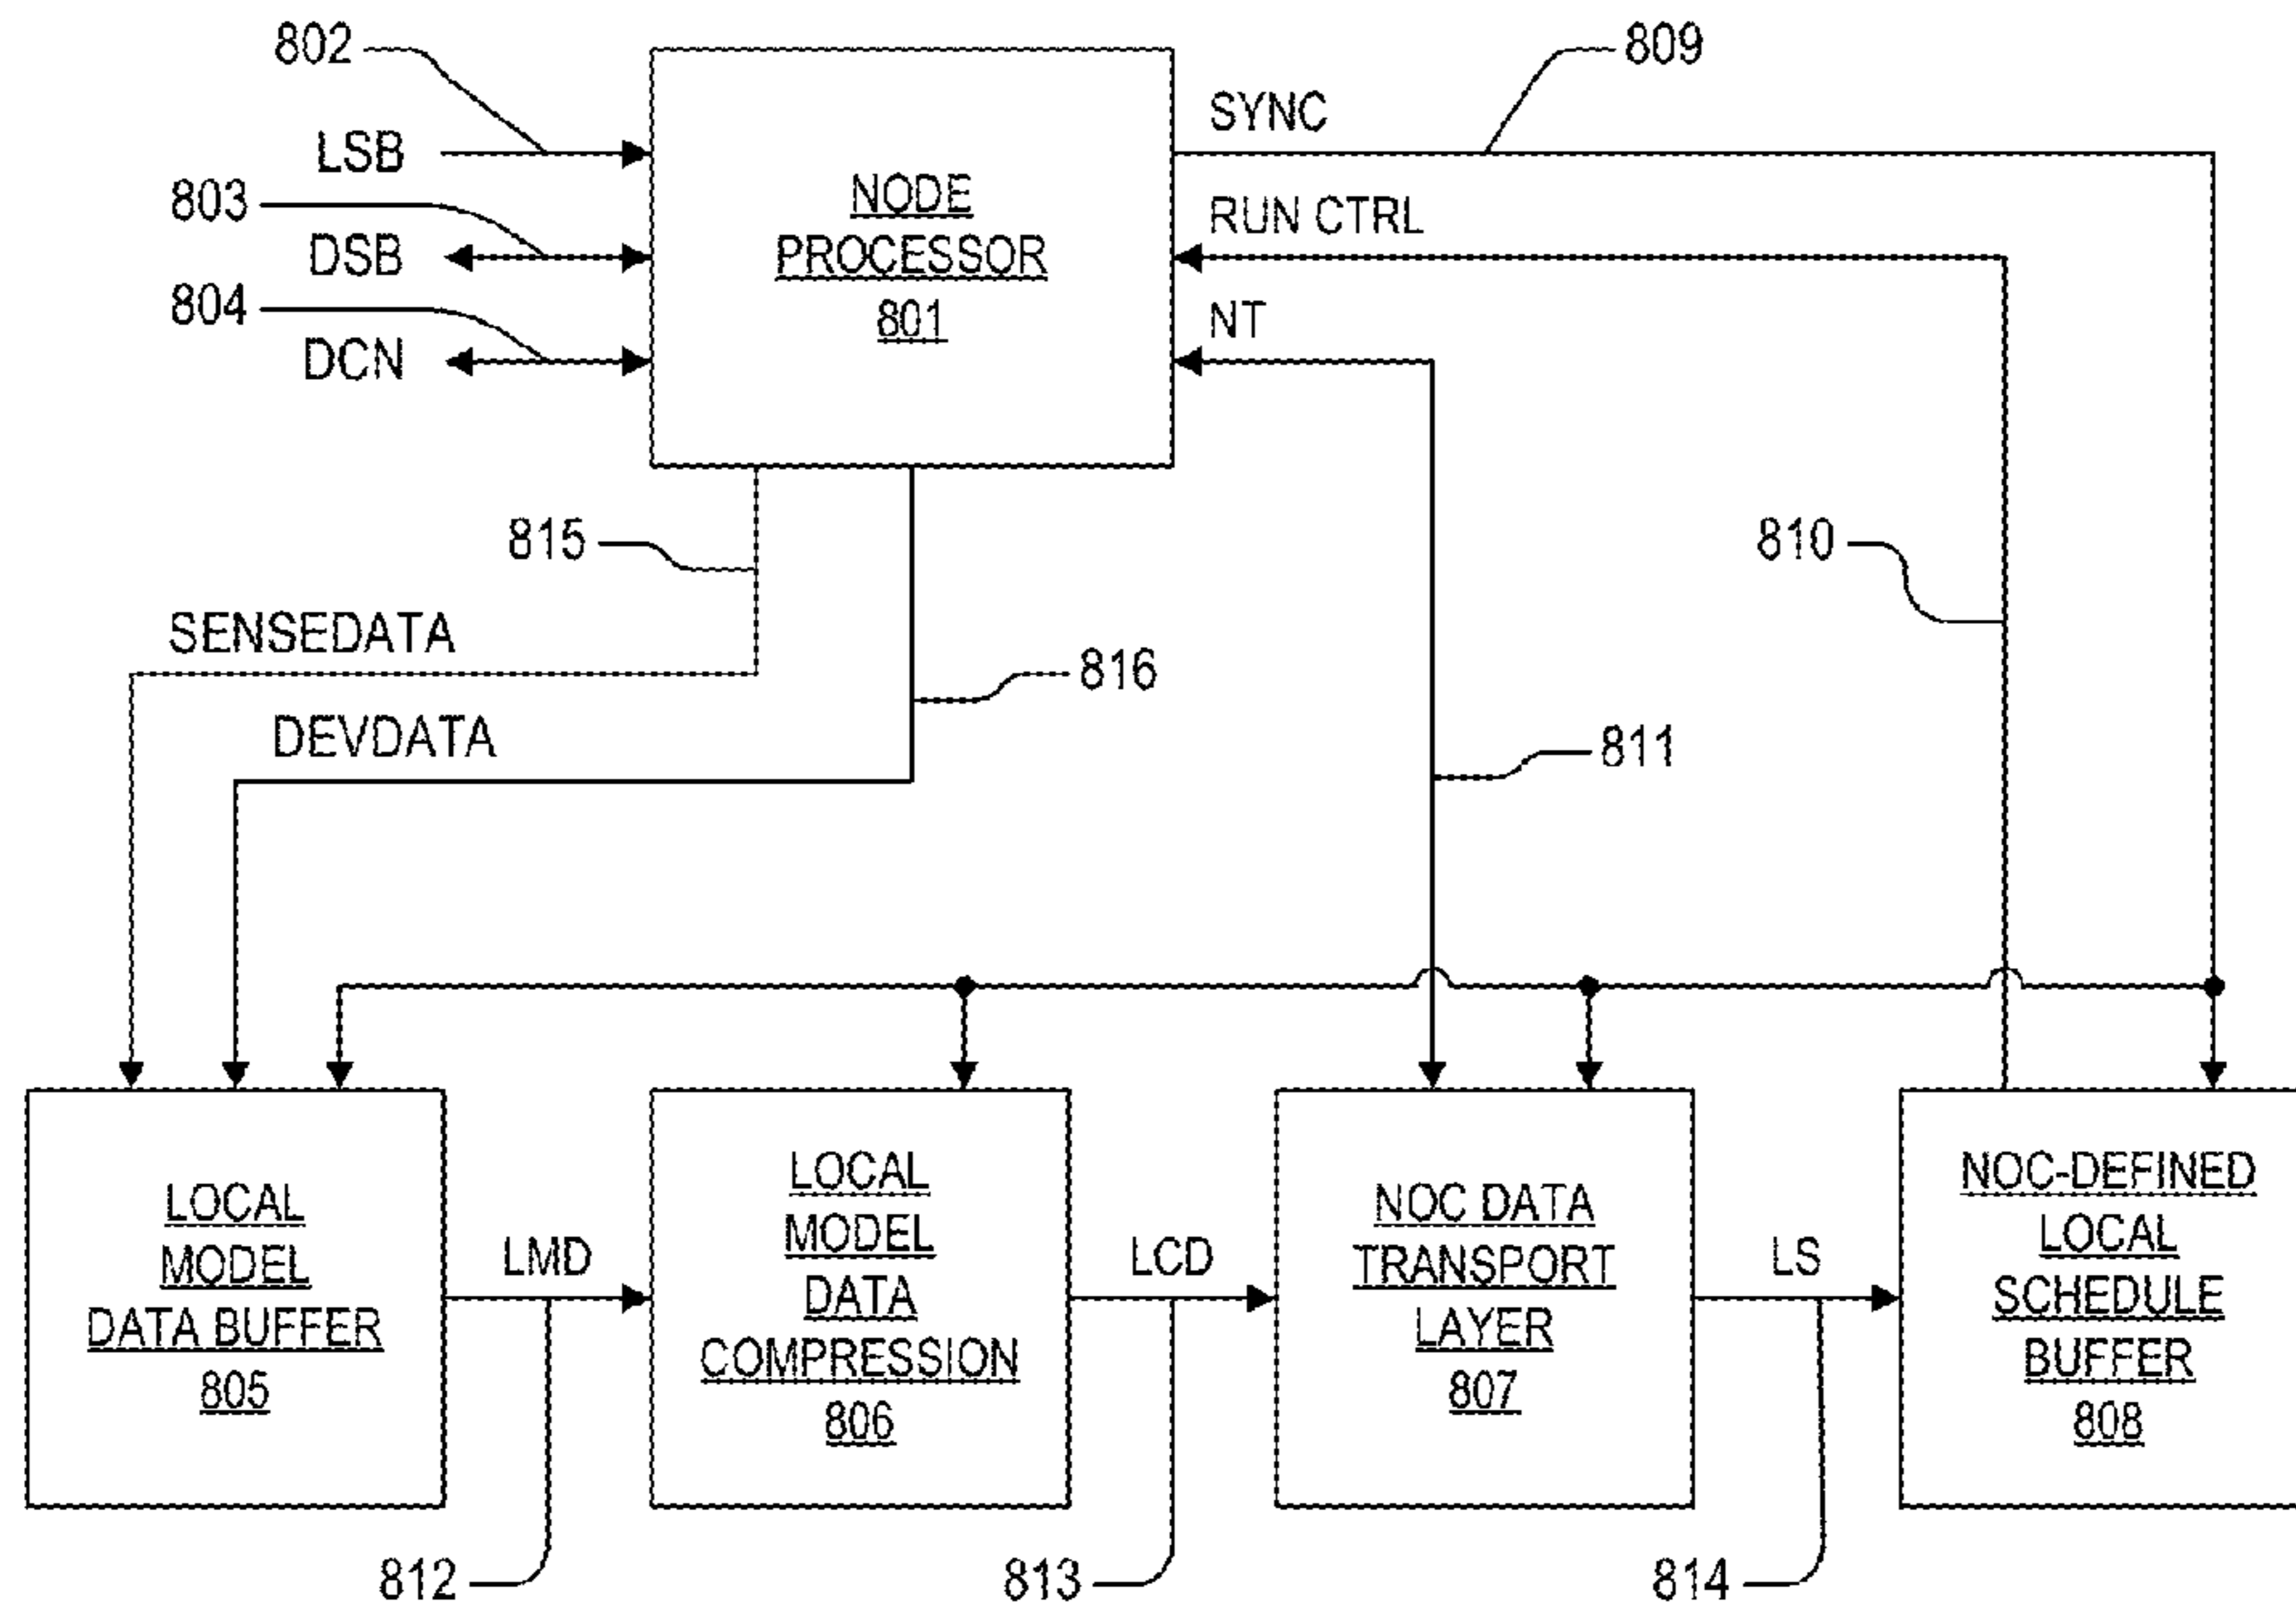 802
809
LSB
SYNC
803
DSB
NODE
PROCESSOR
801
RUN CTRL
804
DCN
NT
815
810
SENSEDATA
816
DEVDATA
811
LOCAL
MODEL
DATA BUFFER
805
LMD
LOCAL
MODEL
DATA
COMPRESSION
806
LCD
NOC DATA
TRANSPORT
LAYER
807
LS
NOC-DEFINED
LOCAL
SCHEDULE
BUFFER
808
812
813
814